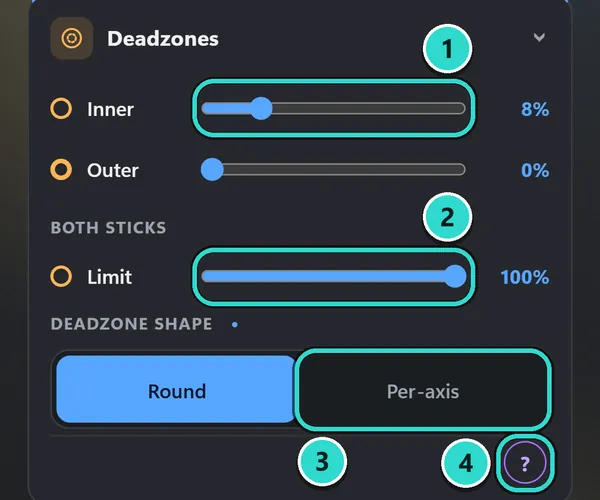 Deadzones
1
Inner 8%
Outer 0%
2
BOTH STICKS
Limit 100%
DEADZONE SHAPE
Round Per-axis
3 4 ?